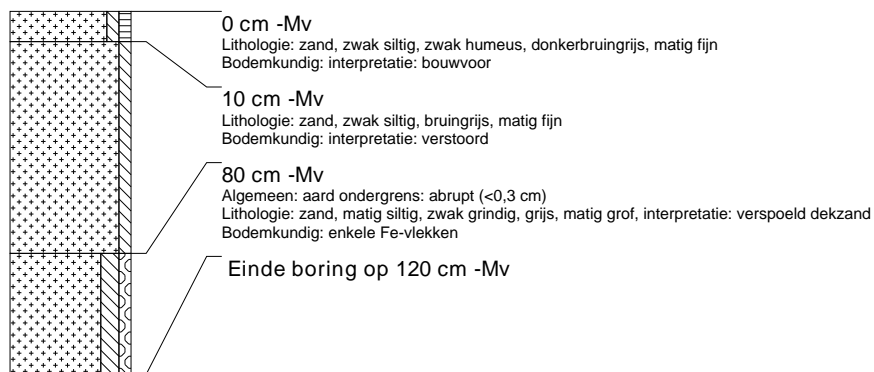 0 cm -Mv
Lithologie: zand, zwak siltig, zwak humeus, donkerbruingrijs, matig fijn
Bodemkundig: interpretatie: bouwvoor
10 cm -Mv
Lithologie: zand, zwak siltig, bruingrijs, matig fijn
Bodemkundig: interpretatie: verstoord
80 cm -Mv
Algemeen: aard ondergrens: abrupt (<0,3 cm)
Lithologie: zand, matig siltig, zwak grindig, grijs, matig grof, interpretatie: verspoeld dekzand
Bodemkundig: enkele Fe-vlekken
Einde boring op 120 cm -Mv